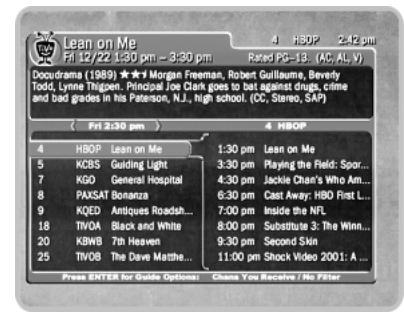 TiVo
Lean on Me 4 HBOP 2:42 pm
Fri 12/22 1:30 pm – 3:30 pm Rated PG-13. (AC, AL, V)
Docudrama (1989) ★★½ Morgan Freeman, Robert Guillaume, Beverly
Todd, Lynne Thigpen. Principal Joe Clark goes to bat against drugs, crime
and bad grades in his Paterson, N.J., high school. (CC, Stereo, SAP)
Fri 2:30 pm 4 HBOP
4 HBOP Lean on Me 1:30 pm Lean on Me
5 KCBS Guiding Light 3:30 pm Playing the Field: Spor...
7 KGO General Hospital 4:30 pm Jackie Chan's Who Am...
8 PAXSAT Bonanza 6:30 pm Cast Away: HBO First L...
9 KQED Antiques Roadsh... 7:00 pm Inside the NFL
18 TIVOA Black and White 8:00 pm Substitute 3: The Winn...
20 KBWB 7th Heaven 9:30 pm Second Skin
25 TIVOB The Dave Matthe... 11:00 pm Shock Video 2001: A ...
Press ENTER for Guide Options: Chans You Receive / No Filter